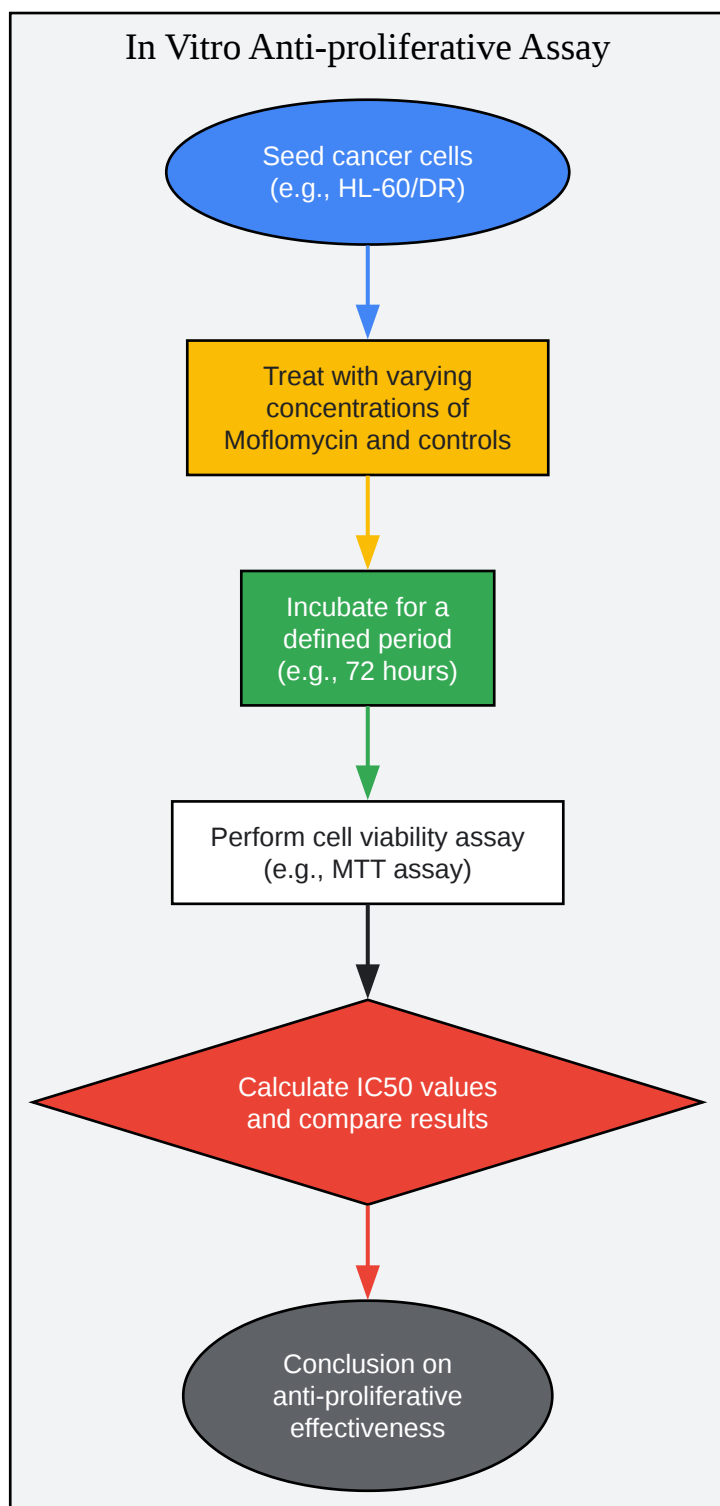 In Vitro Anti-proliferative Assay
Seed cancer cells
(e.g., HL-60/DR)
Treat with varying
concentrations of
Moflomycin and controls
Incubate for a
defined period
(e.g., 72 hours)
Perform cell viability assay
(e.g., MTT assay)
Calculate IC50 values
and compare results
Conclusion on
anti-proliferative
effectiveness